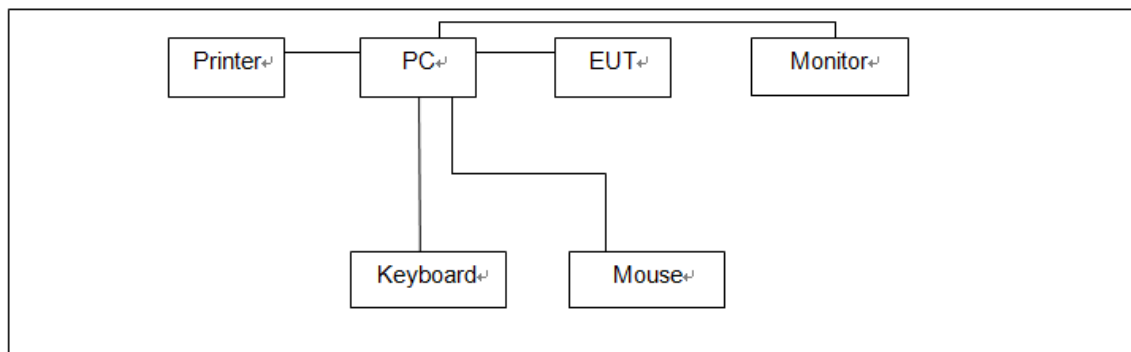 Printer
PC
EUT
Monitor
Keyboard
Mouse